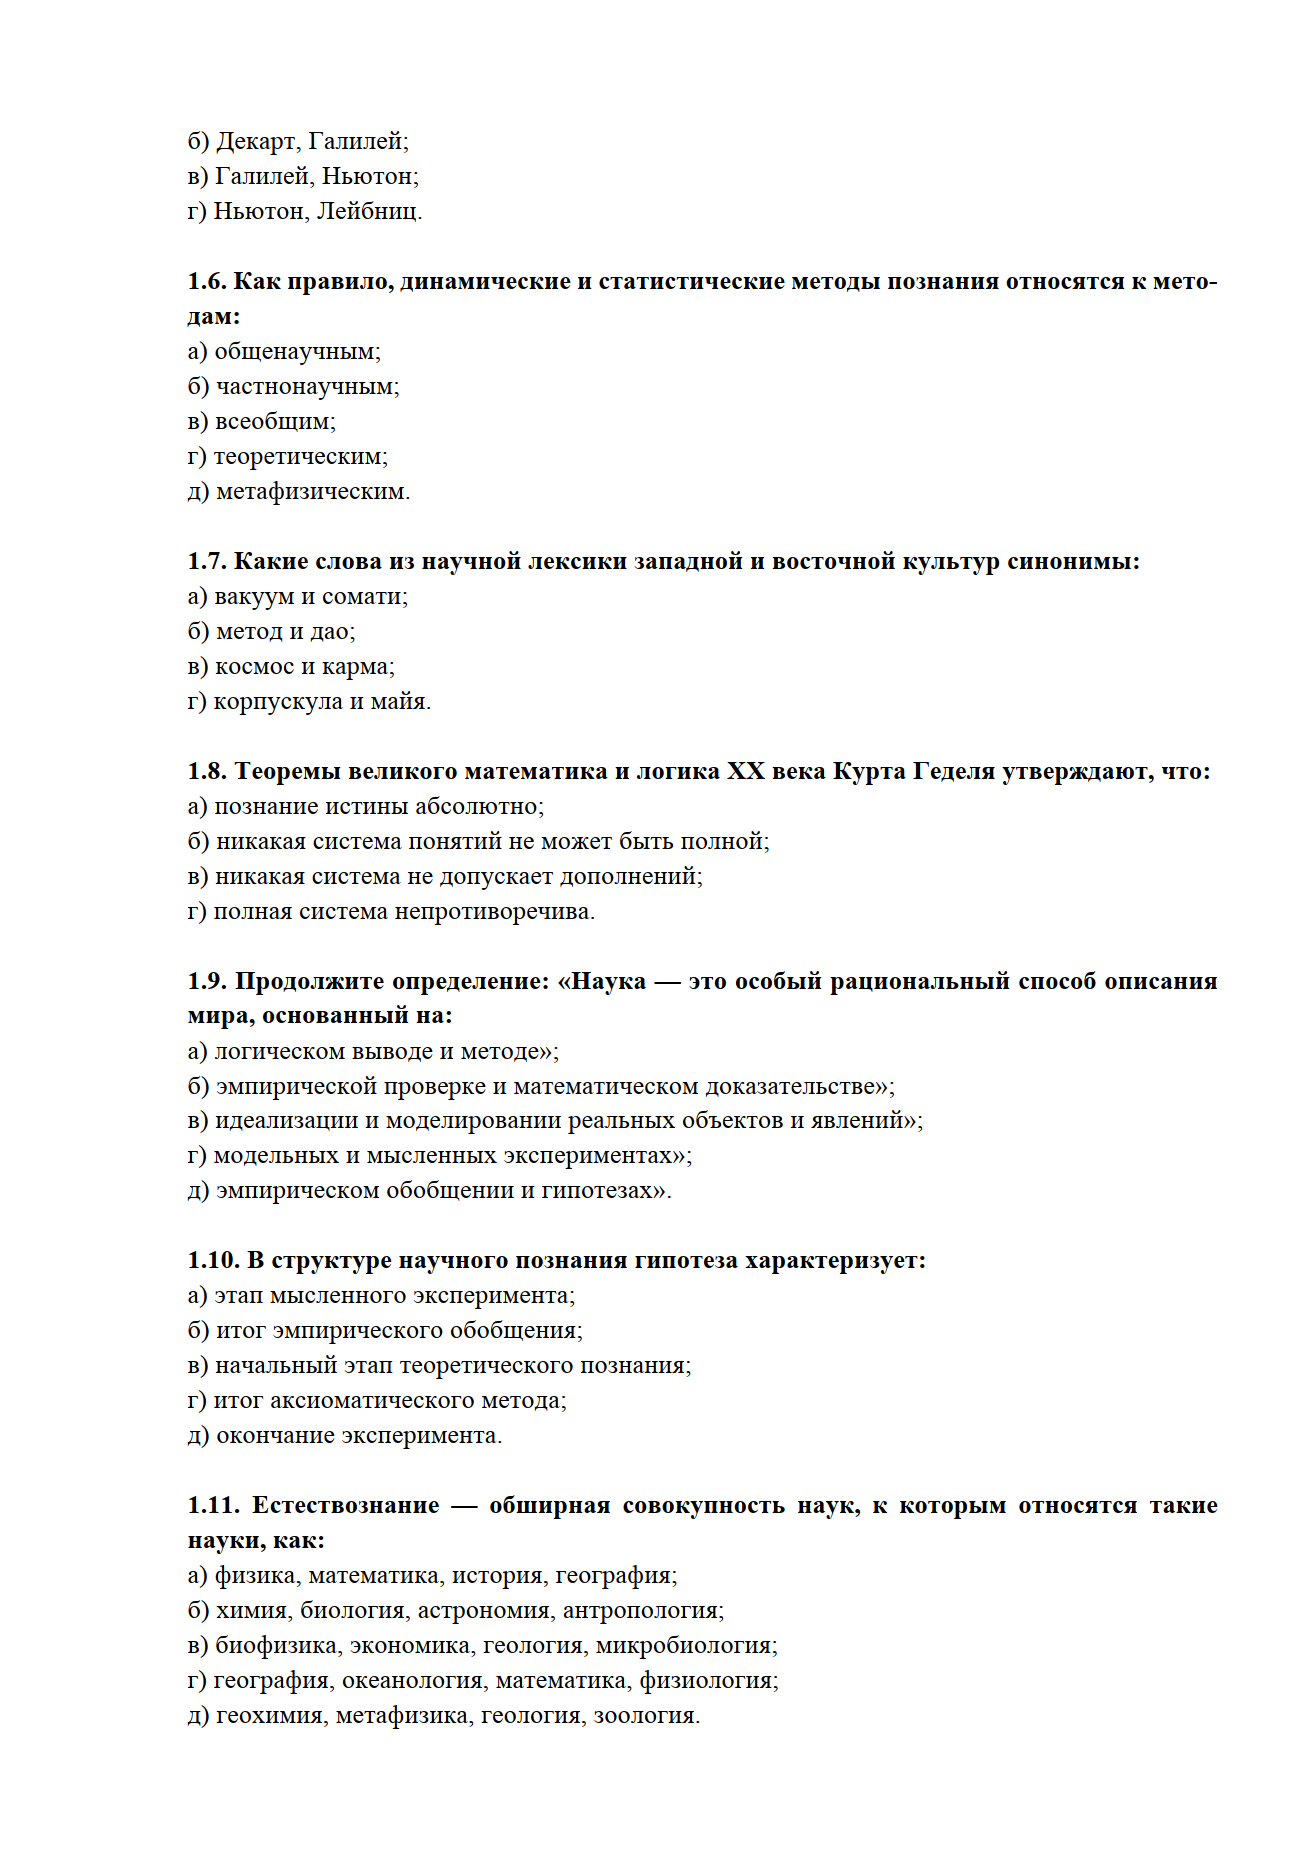 б) Декарт, Галилей;
в) Галилей, Ньютон;
г) Ньютон, Лейбниц.
1.6. Как правило, динамические и статистические методы познания относятся к мето-
дам:
а) общенаучным;
б) частнонаучным;
в) всеобщим;
г) теоретическим;
д) метафизическим.
1.7. Какие слова из научной лексики западной и восточной культур синонимы:
а) вакуум и сомати;
б) метод и дао;
в) космос и карма;
г) корпускула и майя.
1.8. Теоремы великого математика и логика XX века Курта Геделя утверждают, что:
а) познание истины абсолютно;
б) никакая система понятий не может быть полной;
в) никакая система не допускает дополнений;
г) полная система непротиворечива.
1.9. Продолжите определение: «Наука — это особый рациональный способ описания
мира, основанный на:
а) логическом выводе и методе»;
б) эмпирической проверке и математическом доказательстве»;
в) идеализации и моделировании реальных объектов и явлений»;
г) модельных и мысленных экспериментах»;
д) эмпирическом обобщении и гипотезах».
1.10. В структуре научного познания гипотеза характеризует:
а) этап мысленного эксперимента;
б) итог эмпирического обобщения;
в) начальный этап теоретического познания;
г) итог аксиоматического метода;
д) окончание эксперимента.
1.11. Естествознание — обширная совокупность наук, к которым относятся такие
науки, как:
а) физика, математика, история, география;
б) химия, биология, астрономия, антропология;
в) биофизика, экономика, геология, микробиология;
г) география, океанология, математика, физиология;
д) геохимия, метафизика, геология, зоология.